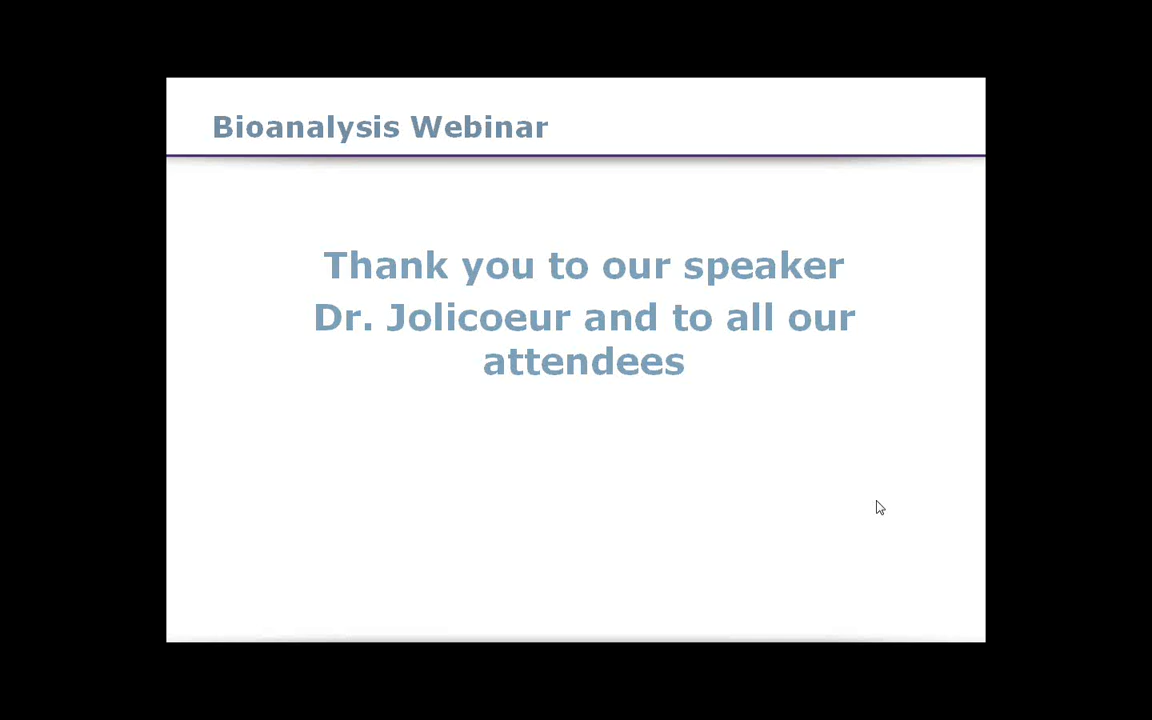 Bioanalysis Webinar
Thank you to our speaker
Dr. Jolicoeur and to all our
attendees